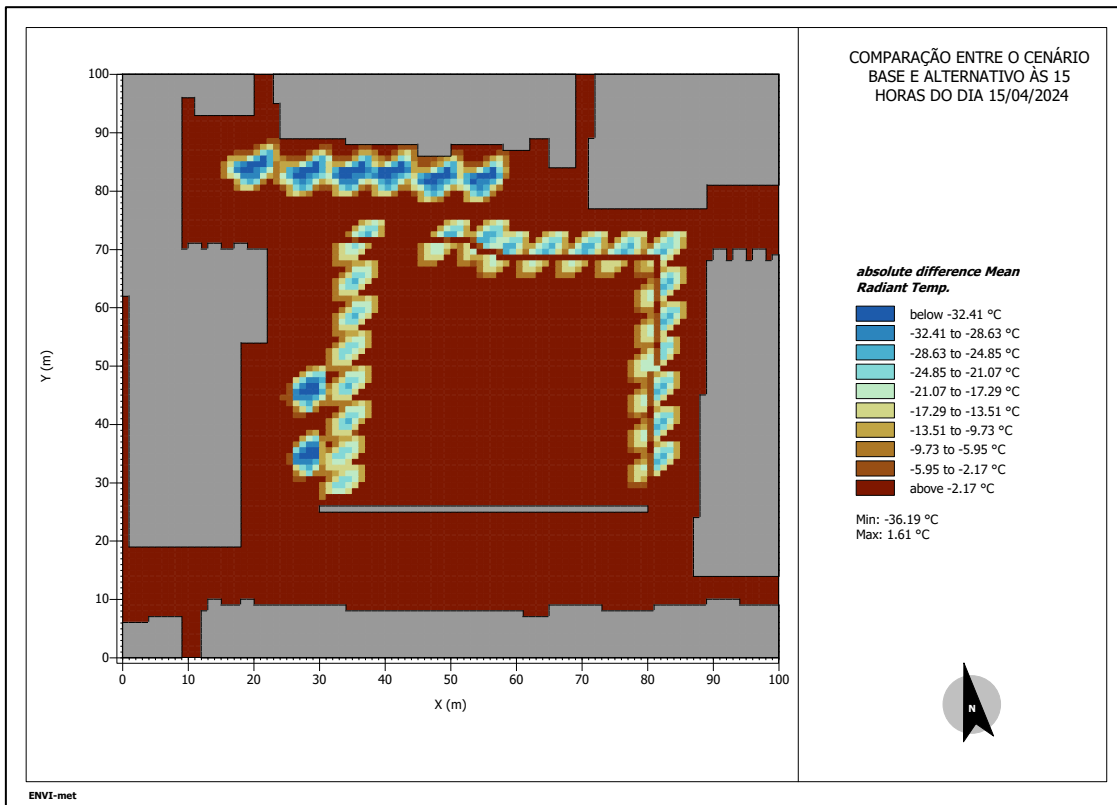 COMPARAÇÃO ENTRE O CENÁRIO
BASE E ALTERNATIVO ÀS 15
HORAS DO DIA 15/04/2024
100
90
80
70
60
50
40
30
20
10
0
Y (m)
0 10 20 30 40 50 60 70 80 90 100
X (m)
absolute difference Mean
Radiant Temp.
below -32.41 °C
-32.41 to -28.63 °C
-28.63 to -24.85 °C
-24.85 to -21.07 °C
-21.07 to -17.29 °C
-17.29 to -13.51 °C
-13.51 to -9.73 °C
-9.73 to -5.95 °C
-5.95 to -2.17 °C
above -2.17 °C
Min: -36.19 °C
Max: 1.61 °C
N
ENVI-met